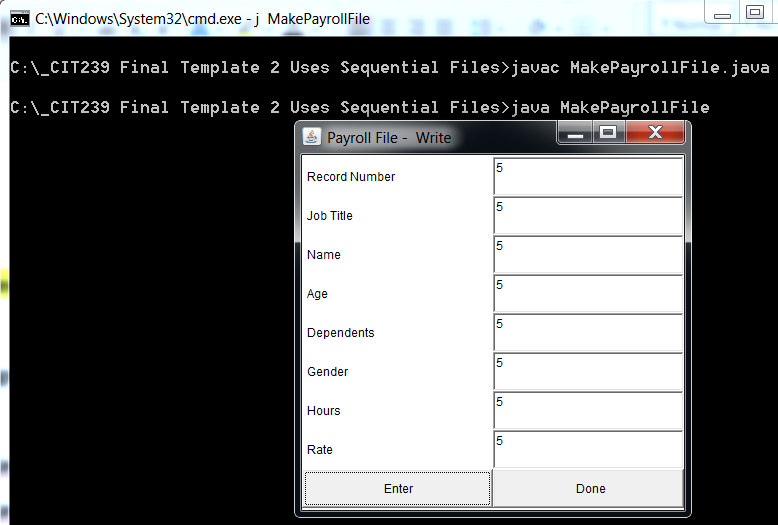 C:\Windows\System32\cmd.exe - j  MakePayrollFile
C:\_CIT239 Final Template 2 Uses Sequential Files>javac MakePayrollFile.java
C:\_CIT239 Final Template 2 Uses Sequential Files>java MakePayrollFile
Payroll File -  Write
Record Number 5
Job Title 5
Name 5
Age 5
Dependents 5
Gender 5
Hours 5
Rate 5
Enter Done